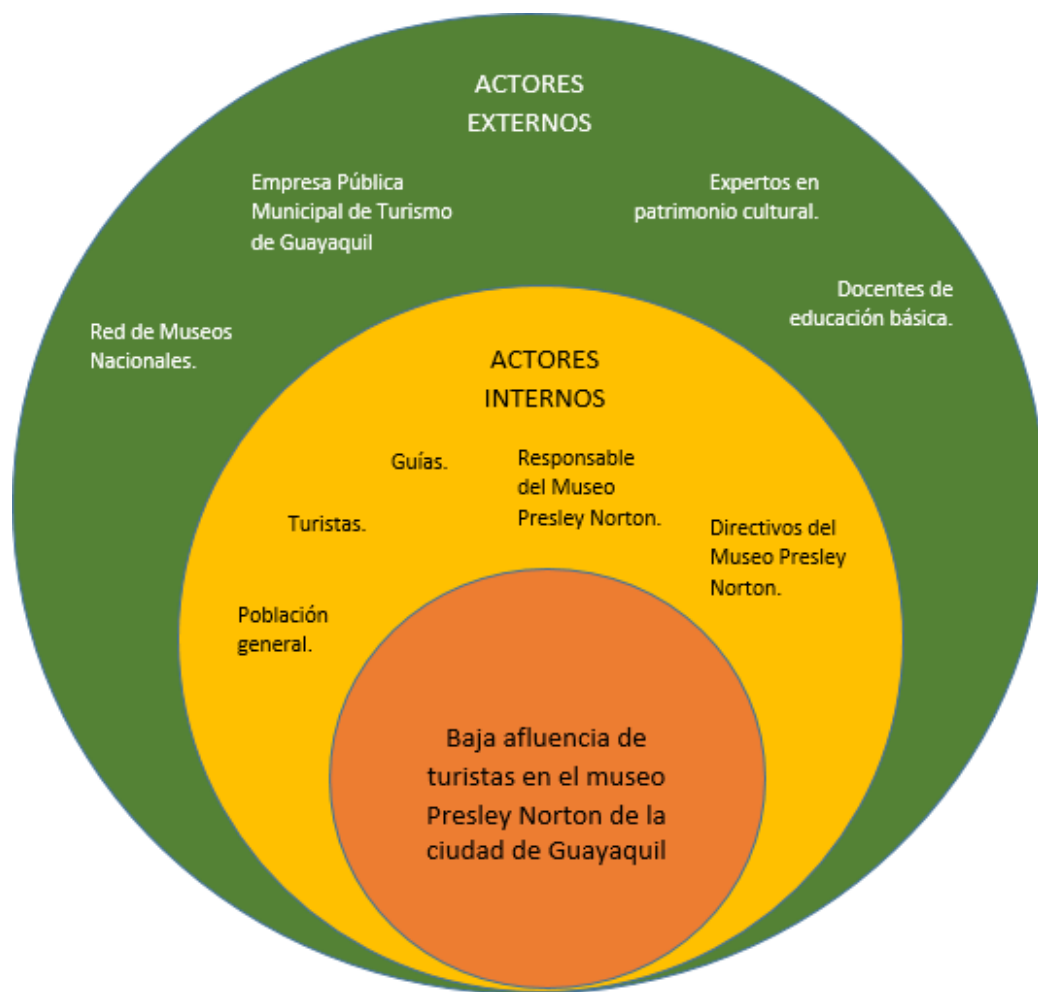 ACTORES
EXTERNOS
Empresa Pública
Municipal de Turismo
de Guayaquil
Expertos en
patrimonio cultural.
Docentes de
educación básica.
Red de Museos
Nacionales.
ACTORES
INTERNOS
Guías.
Responsable
del Museo
Presley Norton.
Turistas.
Directivos del
Museo Presley
Norton.
Población
general.
Baja afluencia de
turistas en el museo
Presley Norton de la
ciudad de Guayaquil